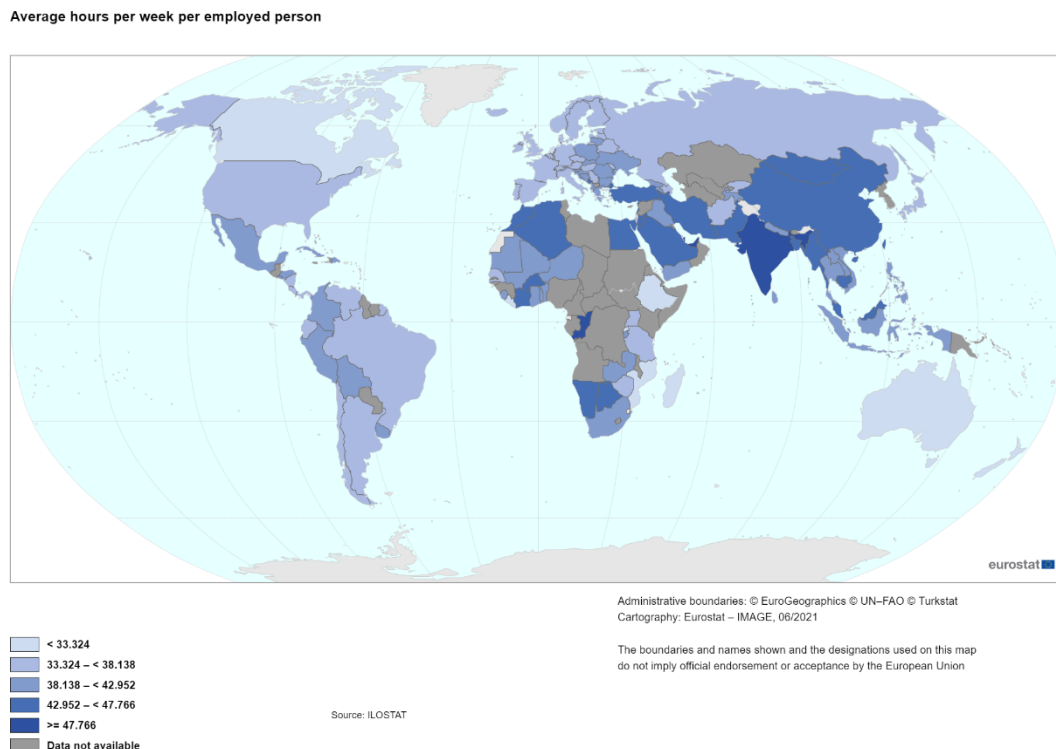 Average hours per week per employed person
eurostat
Administrative boundaries: © EuroGeographics © UN–FAO © Turkstat
Cartography: Eurostat – IMAGE, 06/2021
The boundaries and names shown and the designations used on this map
do not imply official endorsement or acceptance by the European Union
< 33.324
33.324 – < 38.138
38.138 – < 42.952
42.952 – < 47.766
>= 47.766
Data not available
Source: ILOSTAT